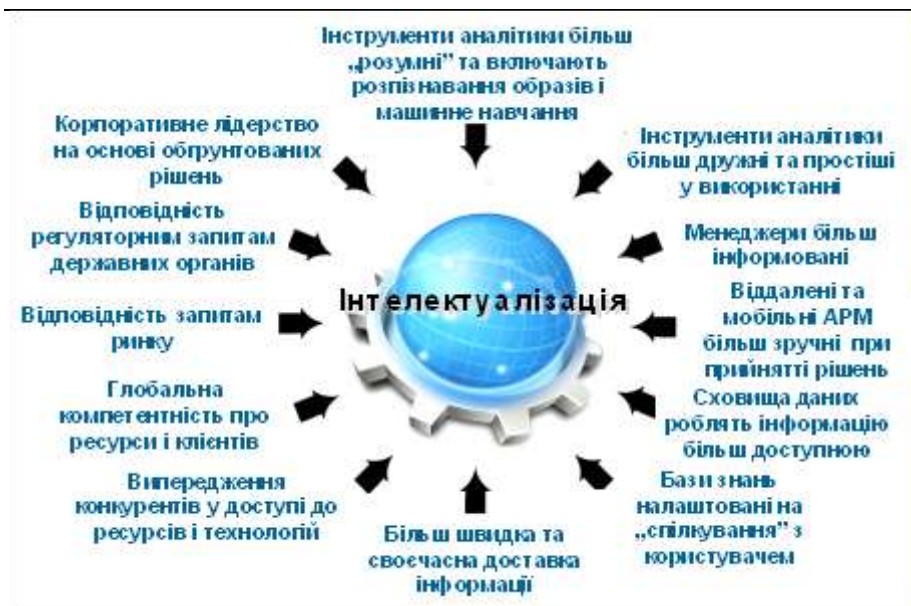 Інструменти аналітики більш
„розумні” та включають
розпізнавання образів і
машинне навчання
Корпоративне лідерство
на основі обґрунтованих
рішень
Інструменти аналітики
більш дружні та простіші
у використанні
Відповідність
регуляторним запитам
державних органів
Менеджери більш
інформовані
Інтелектуалізація
Відповідність запитам
ринку
Віддалені та
мобільні АРМ
більш зручні при
прийнятті рішень
Глобальна
компетентність про
ресурси і клієнтів
Сховища даних
роблять інформацію
більш доступною
Випередження
конкурентів у доступі до
ресурсів і технологій
Більш швидка та
своєчасна доставка
інформації
Бази знань
налаштовані на
„спілкування” з
користувачем